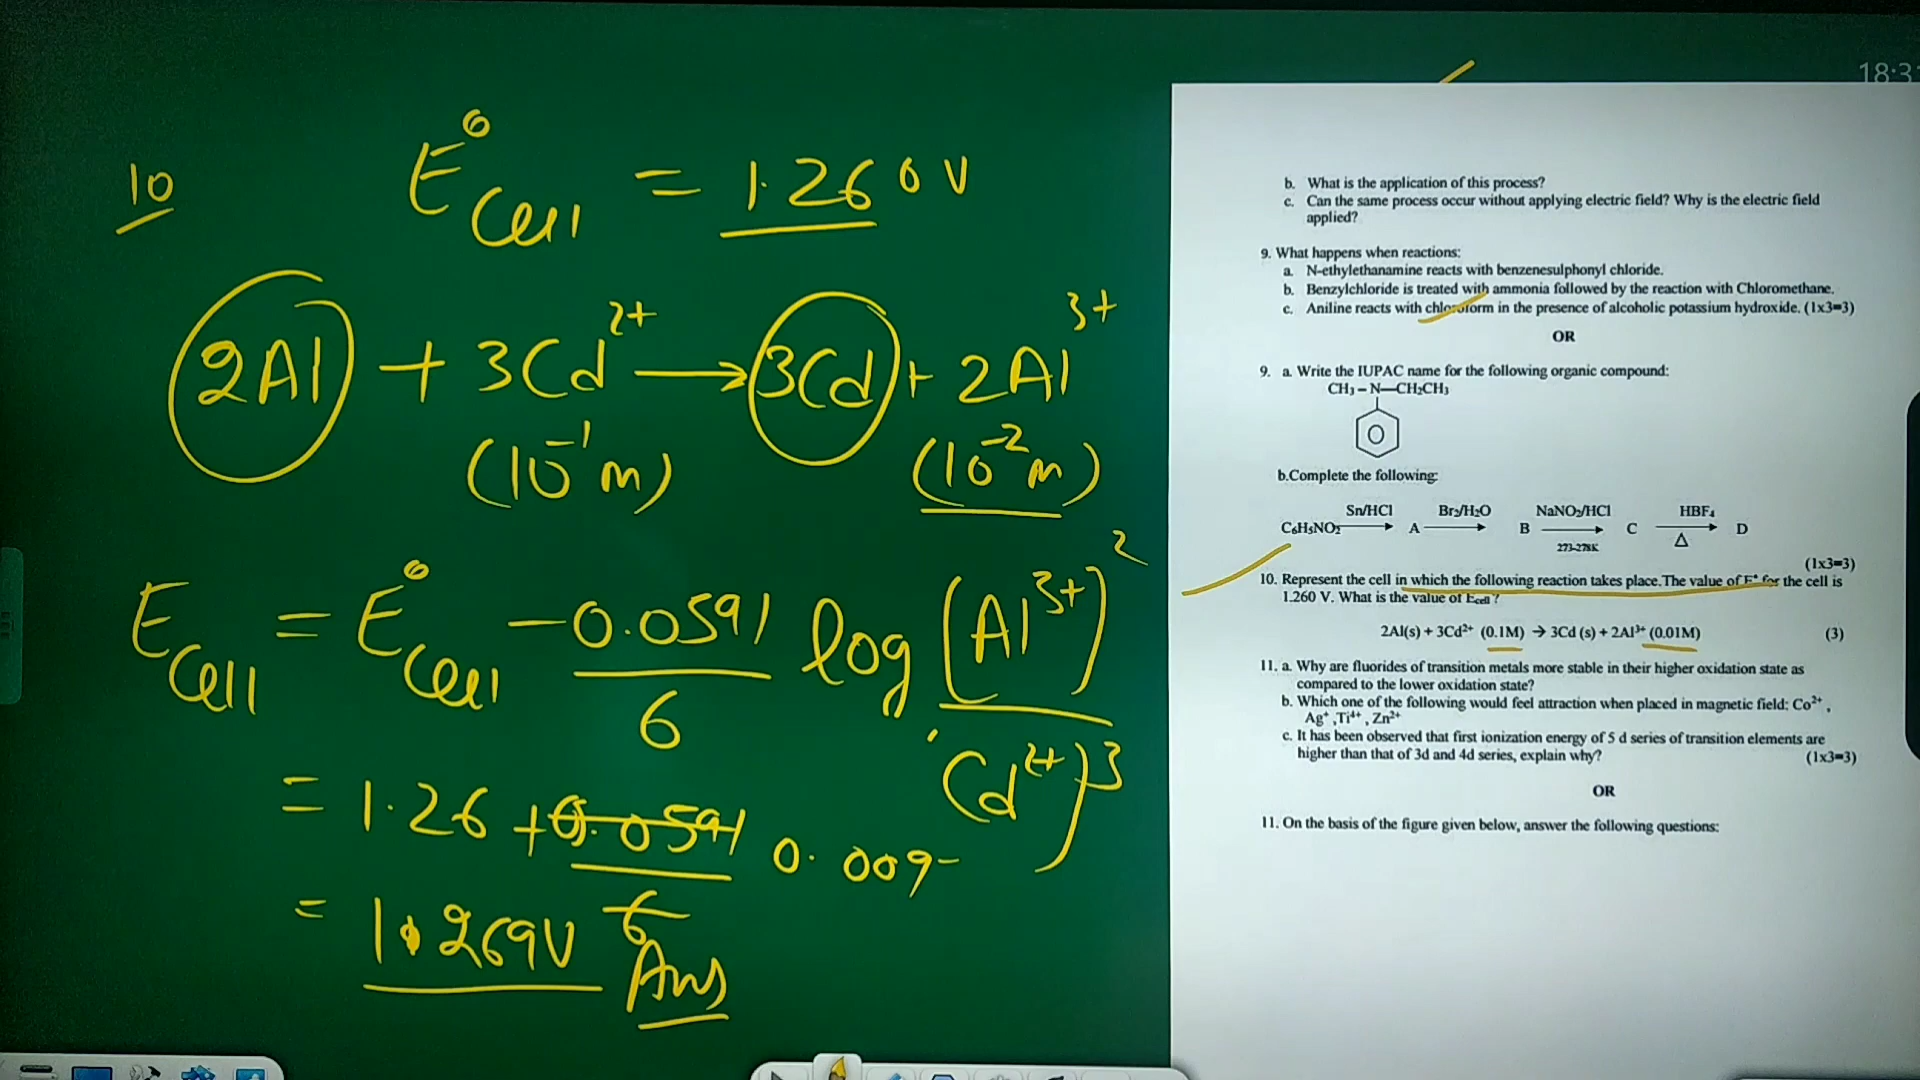 18:3
10
E°cell = 1.260V
2Al + 3Cd²⁺ → 3Cd + 2Al³⁺
(10⁻¹m) (10⁻²m)
Ecell = E°cell - 0.0591/6 log (Al³⁺)²/(Cd²⁺)³
= 1.26 + 0.0591/6 0.009
= 1.269V Ans
b. What is the application of this process?
c. Can the same process occur without applying electric field? Why is the electric field
applied?
9. What happens when reactions:
a. N-ethylethanamine reacts with benzenesulphonyl chloride.
b. Benzylchloride is treated with ammonia followed by the reaction with Chloromethane.
c. Aniline reacts with chloroform in the presence of alcoholic potassium hydroxide. (1x3=3)
OR
9. a. Write the IUPAC name for the following organic compound:
CH₃ – N—CH₂CH₃
b.Complete the following:
Sn/HCl Br₂/H₂O NaNO₂/HCl HBF₄
C₆H₅NO₂ → A → B → C → D
273-278K Δ
(1x3=3)
10. Represent the cell in which the following reaction takes place.The value of E° for the cell is
1.260 V. What is the value of Ecell ?
2Al(s) + 3Cd²⁺ (0.1M) → 3Cd (s) + 2Al³⁺ (0.01M) (3)
11. a. Why are fluorides of transition metals more stable in their higher oxidation state as
compared to the lower oxidation state?
b. Which one of the following would feel attraction when placed in magnetic field: Co²⁺ ,
Ag⁺ ,Ti⁴⁺ , Zn²⁺
c. It has been observed that first ionization energy of 5 d series of transition elements are
higher than that of 3d and 4d series, explain why? (1x3=3)
OR
11. On the basis of the figure given below, answer the following questions: